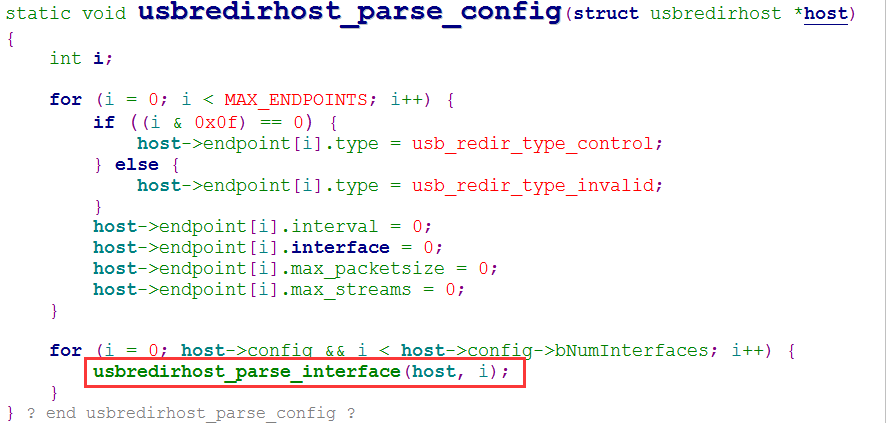 static void usbredirhost_parse_config(struct usbredirhost *host)
{
    int i;

    for (i = 0; i < MAX_ENDPOINTS; i++) {
        if ((i & 0x0f) == 0) {
            host->endpoint[i].type = usb_redir_type_control;
        } else {
            host->endpoint[i].type = usb_redir_type_invalid;
        }
        host->endpoint[i].interval = 0;
        host->endpoint[i].interface = 0;
        host->endpoint[i].max_packetsize = 0;
        host->endpoint[i].max_streams = 0;
    }

    for (i = 0; host->config && i < host->config->bNumInterfaces; i++) {
        usbredirhost_parse_interface(host, i);
    }
} ? end usbredirhost_parse_config ?